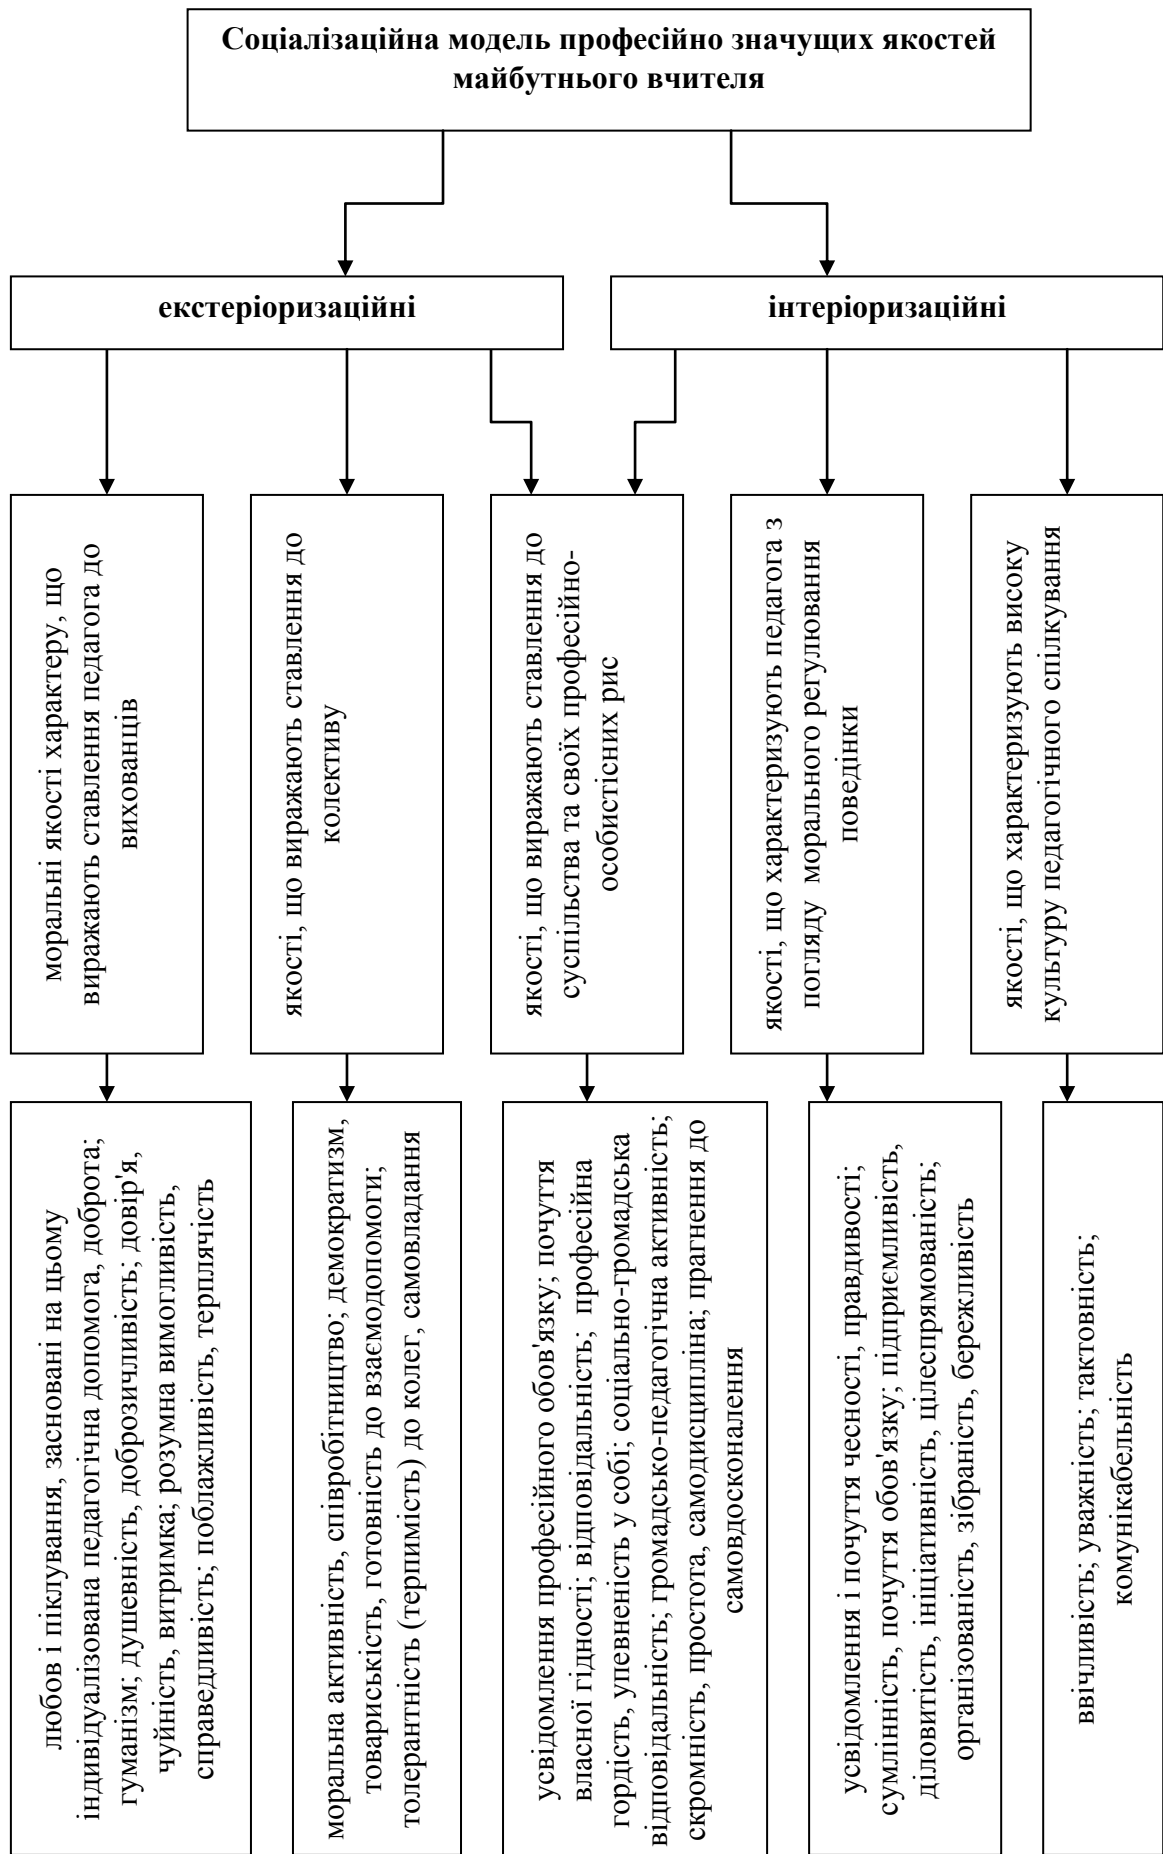 Соціалізаційна модель професійно значущих якостей
майбутнього вчителя
екстеріоризаційні
інтеріоризаційні
моральні якості характеру, що
виражають ставлення педагога до
вихованців
якості, що виражають ставлення до
колективу
якості, що виражають ставлення до
суспільства та своїх професійно-
особистісних рис
якості, що характеризують педагога з
погляду морального регулювання
поведінки
якості, що характеризують високу
культуру педагогічного спілкування
любов і піклування, засновані на цьому
індивідуалізована педагогічна допомога, доброта;
гуманізм; душевність, доброзичливість; довір'я,
чуйність, витримка; розумна вимогливість,
справедливість; поблажливість, терплячість
моральна активність, співробітництво; демократизм,
товариськість, готовність до взаємодопомоги;
толерантність (терпимість) до колег, самовладання
усвідомлення професійного обов'язку; почуття
власної гідності; відповідальність; професійна
гордість, упевненість у собі; соціально-громадська
відповідальність; громадсько-педагогічна активність;
скромність, простота, самодисципліна; прагнення до
самовдосконалення
усвідомлення і почуття чесності, правдивості;
сумлінність, почуття обов'язку; підприємливість,
діловитість, ініціативність, цілеспрямованість;
організованість, зібраність, бережливість
ввічливість; уважність; тактовність;
комунікабельність